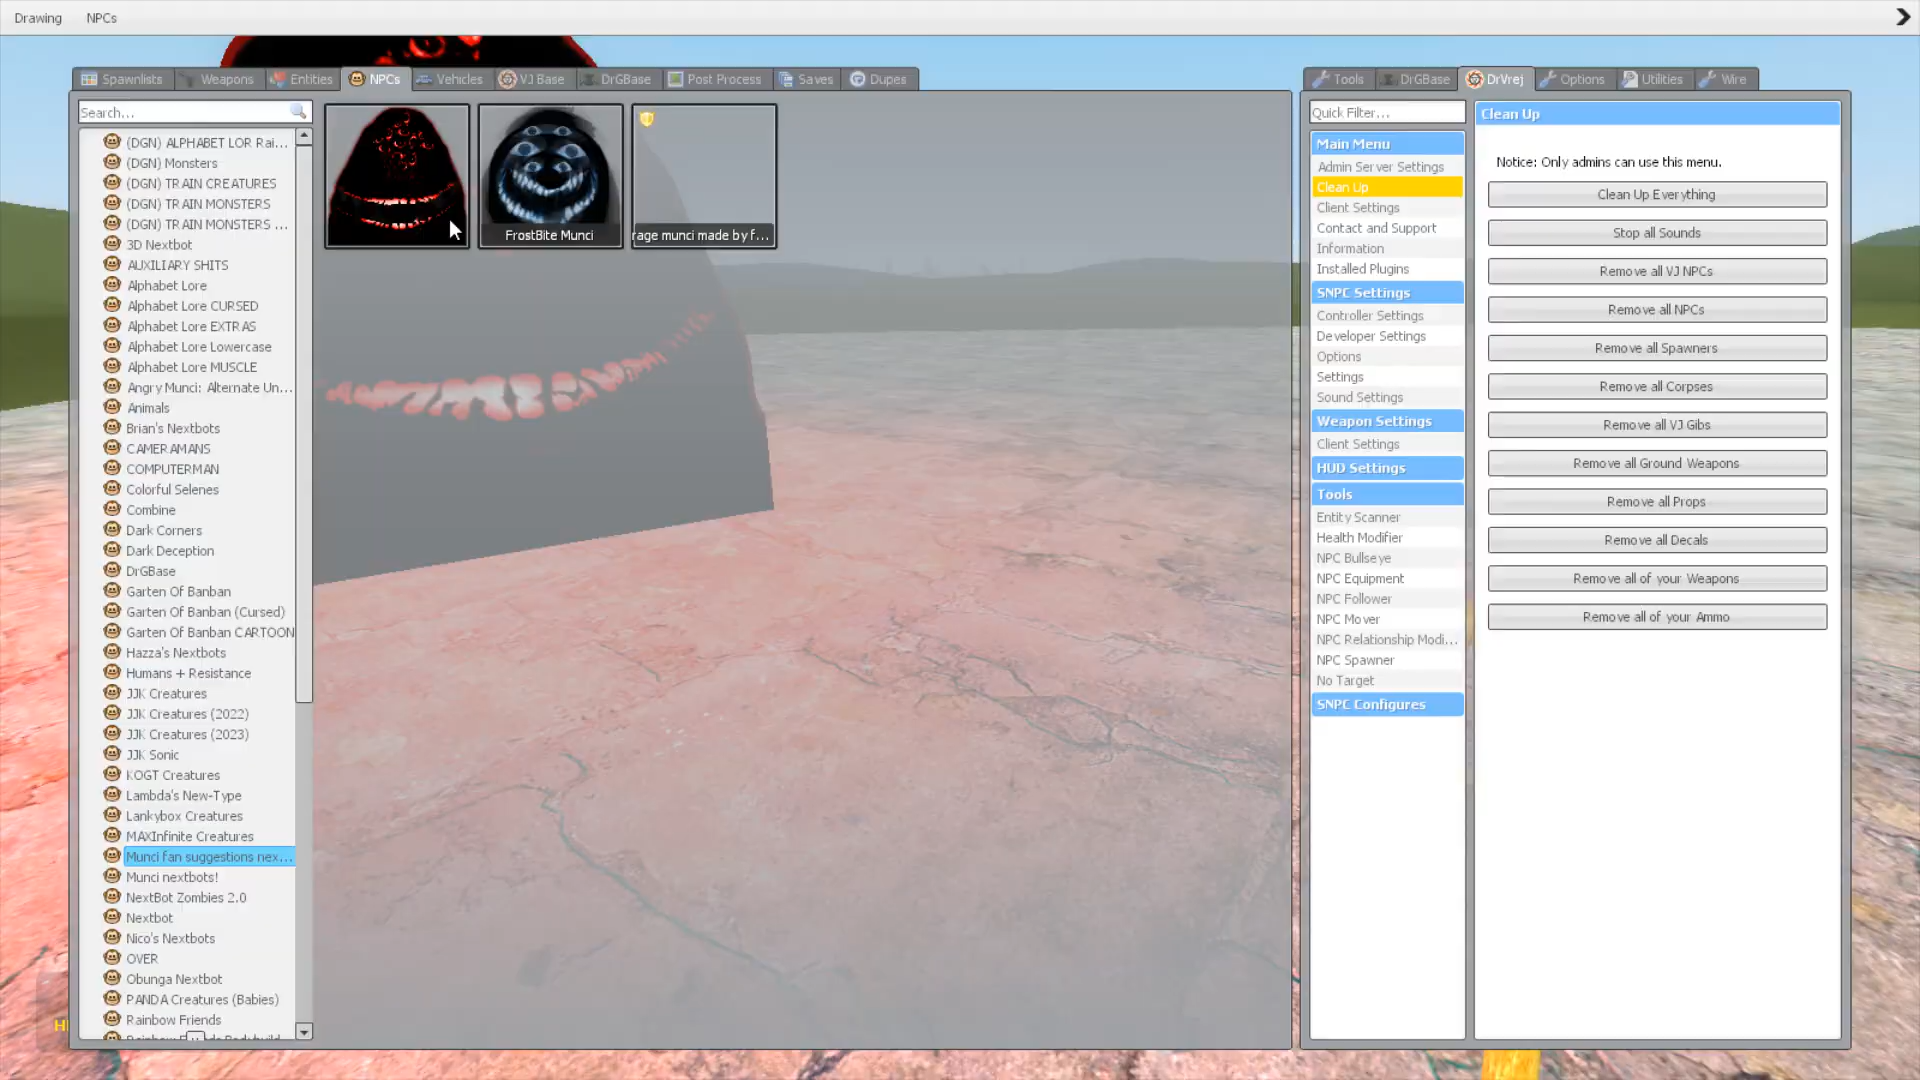 Drawing NPCs
Spawnlists Weapons Entities NPCs Vehicles VJ Base DrGBase Post Process Saves Dupes
Search...
(DGN) ALPHABET LOR Rai...
(DGN) Monsters
(DGN) TRAIN CREATURES
(DGN) TRAIN MONSTERS
(DGN) TRAIN MONSTERS ...
3D Nextbot
AUXILIARY SHITS
Alphabet Lore
Alphabet Lore CURSED
Alphabet Lore EXTRAS
Alphabet Lore Lowercase
Alphabet Lore MUSCLE
Angry Munci: Alternate Un...
Animals
Brian's Nextbots
CAMERAMANS
COMPUTERMAN
Colorful Selenes
Combine
Dark Corners
Dark Deception
DrGBase
Garten Of Banban
Garten Of Banban (Cursed)
Garten Of Banban CARTOON
Hazza's Nextbots
Humans + Resistance
JJK Creatures
JJK Creatures (2022)
JJK Creatures (2023)
JJK Sonic
KOGT Creatures
Lambda's New-Type
Lankybox Creatures
MAXInfinite Creatures
Munci fan suggestions nex...
Munci nextbots!
NextBot Zombies 2.0
Nextbot
Nico's Nextbots
OVER
Obunga Nextbot
PANDA Creatures (Babies)
Rainbow Friends
FrostBite Munci
rage munci made by f...
Tools DrGBase DrVrej Options Utilities Wire
Quick Filter...
Main Menu
Admin Server Settings
Clean Up
Client Settings
Contact and Support
Information
Installed Plugins
SNPC Settings
Controller Settings
Developer Settings
Options
Settings
Sound Settings
Weapon Settings
Client Settings
HUD Settings
Tools
Entity Scanner
Health Modifier
NPC Bullseye
NPC Equipment
NPC Follower
NPC Mover
NPC Relationship Modi...
NPC Spawner
No Target
SNPC Configures
Clean Up
Notice: Only admins can use this menu.
Clean Up Everything
Stop all Sounds
Remove all VJ NPCs
Remove all NPCs
Remove all Spawners
Remove all Corpses
Remove all VJ Gibs
Remove all Ground Weapons
Remove all Props
Remove all Decals
Remove all of your Weapons
Remove all of your Ammo